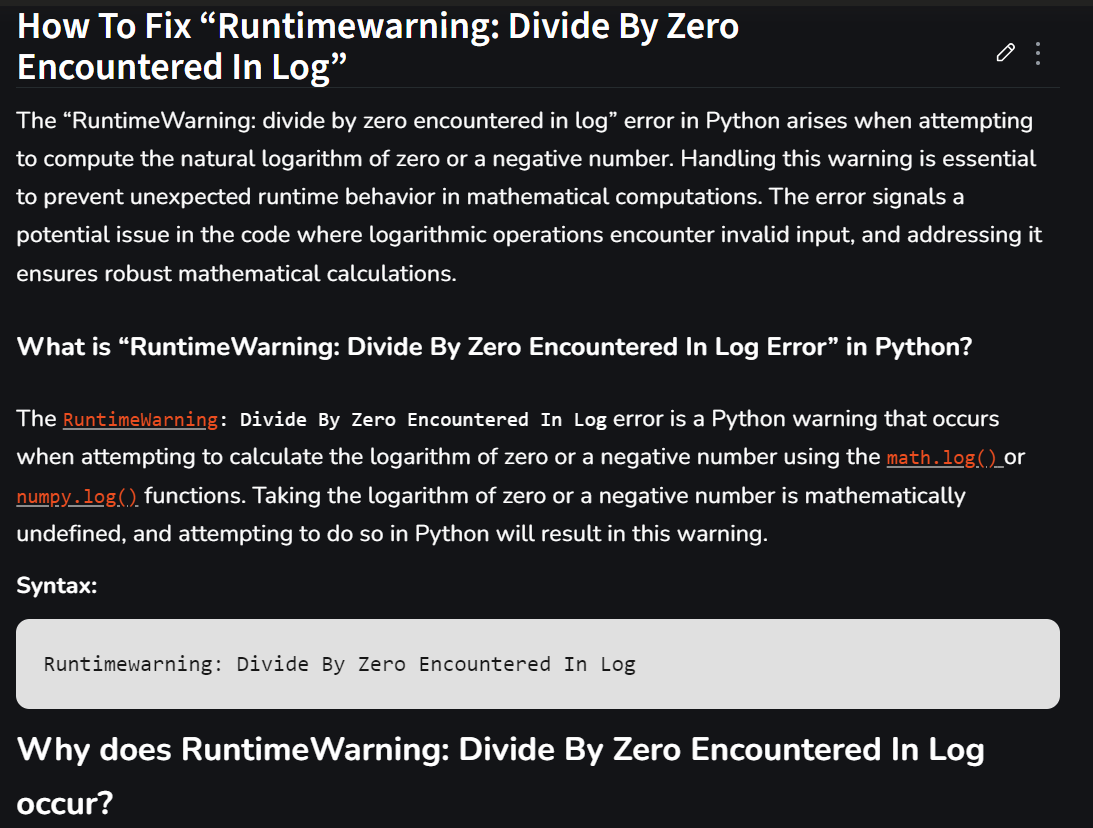 How To Fix “Runtimewarning: Divide By Zero
Encountered In Log”
The “RuntimeWarning: divide by zero encountered in log” error in Python arises when attempting
to compute the natural logarithm of zero or a negative number. Handling this warning is essential
to prevent unexpected runtime behavior in mathematical computations. The error signals a
potential issue in the code where logarithmic operations encounter invalid input, and addressing it
ensures robust mathematical calculations.
What is “RuntimeWarning: Divide By Zero Encountered In Log Error” in Python?
The RuntimeWarning: Divide By Zero Encountered In Log error is a Python warning that occurs
when attempting to calculate the logarithm of zero or a negative number using the math.log() or
numpy.log() functions. Taking the logarithm of zero or a negative number is mathematically
undefined, and attempting to do so in Python will result in this warning.
Syntax:
Runtimewarning: Divide By Zero Encountered In Log
Why does RuntimeWarning: Divide By Zero Encountered In Log
occur?